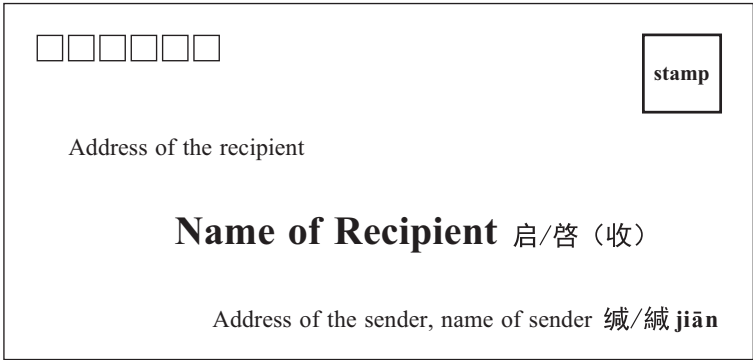 stamp
Address of the recipient
Name of Recipient 启/啓（收）
Address of the sender, name of sender 缄/緘 jiān